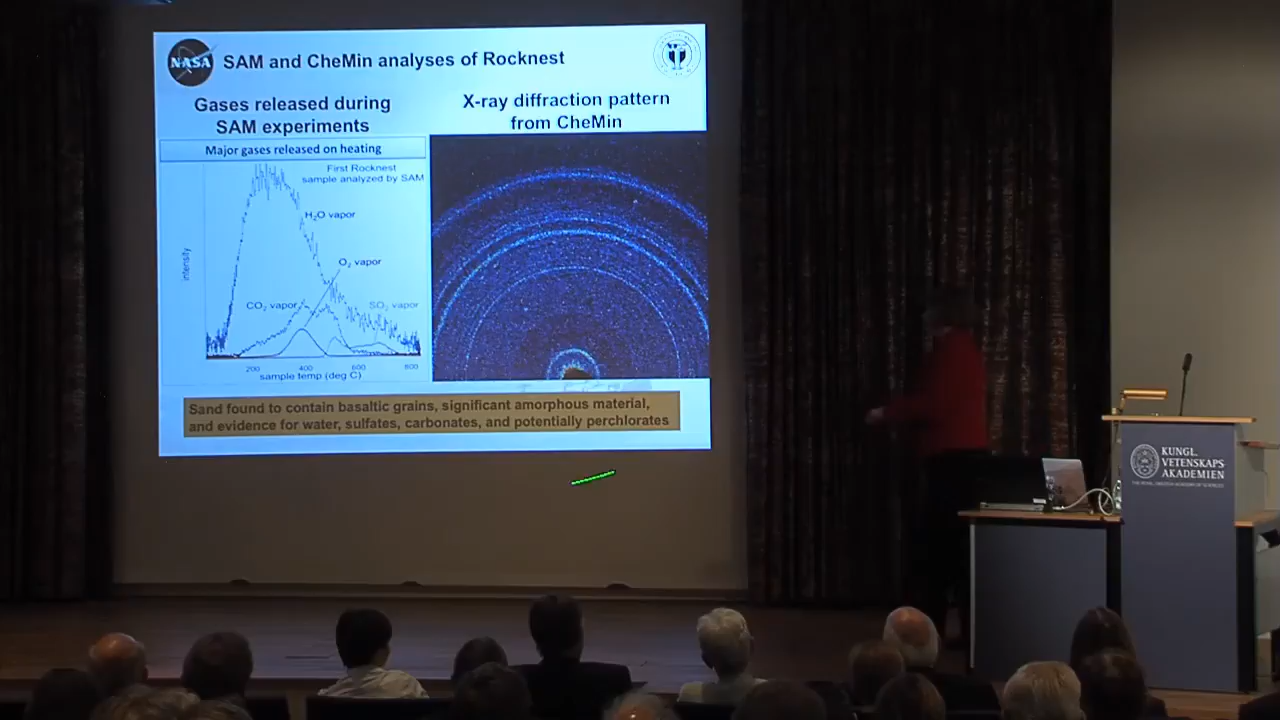 NASA
SAM and CheMin analyses of Rocknest
Gases released during
SAM experiments
X-ray diffraction pattern
from CheMin
Major gases released on heating
First Rocknest
sample analyzed by SAM
H₂O vapor
O₂ vapor
CO₂ vapor
SO₂ vapor
intensity
200 400 600 800
sample temp (deg C)
Sand found to contain basaltic grains, significant amorphous material,
and evidence for water, sulfates, carbonates, and potentially perchlorates
KUNGL.
VETENSKAPS
AKADEMIEN
THE ROYAL SWEDISH ACADEMY OF SCIENCES